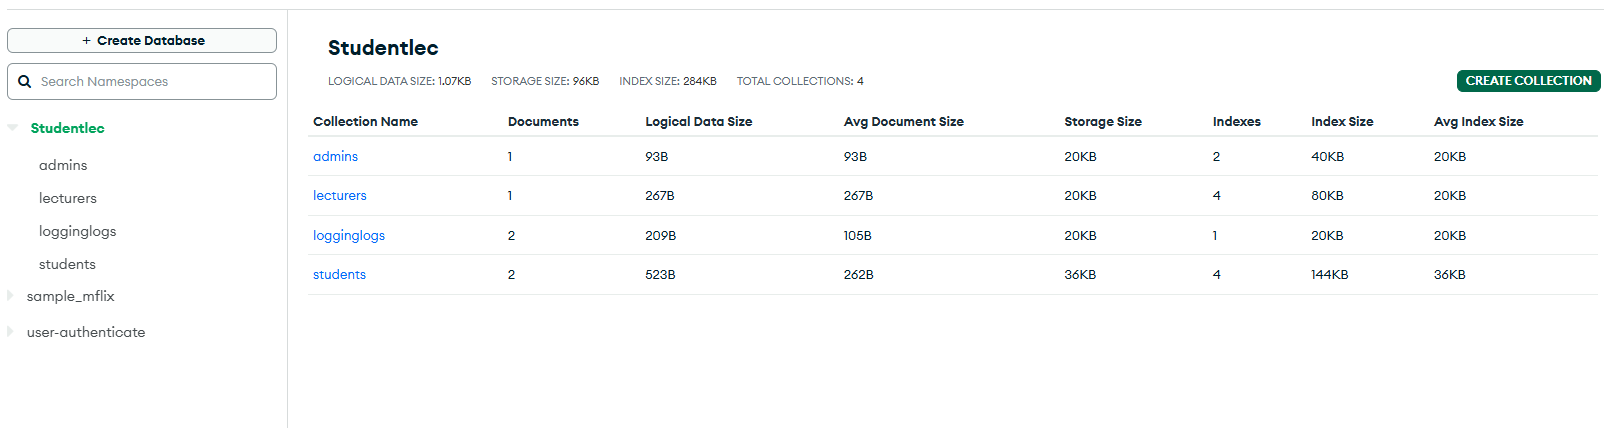 + Create Database
Search Namespaces
Studentlec
admins
lecturers
logginglogs
students
sample_mflix
user-authenticate
Studentlec
LOGICAL DATA SIZE: 1.07KB STORAGE SIZE: 96KB INDEX SIZE: 284KB TOTAL COLLECTIONS: 4
CREATE COLLECTION
Collection Name Documents Logical Data Size Avg Document Size Storage Size Indexes Index Size Avg Index Size
admins 1 93B 93B 20KB 2 40KB 20KB
lecturers 1 267B 267B 20KB 4 80KB 20KB
logginglogs 2 209B 105B 20KB 1 20KB 20KB
students 2 523B 262B 36KB 4 144KB 36KB